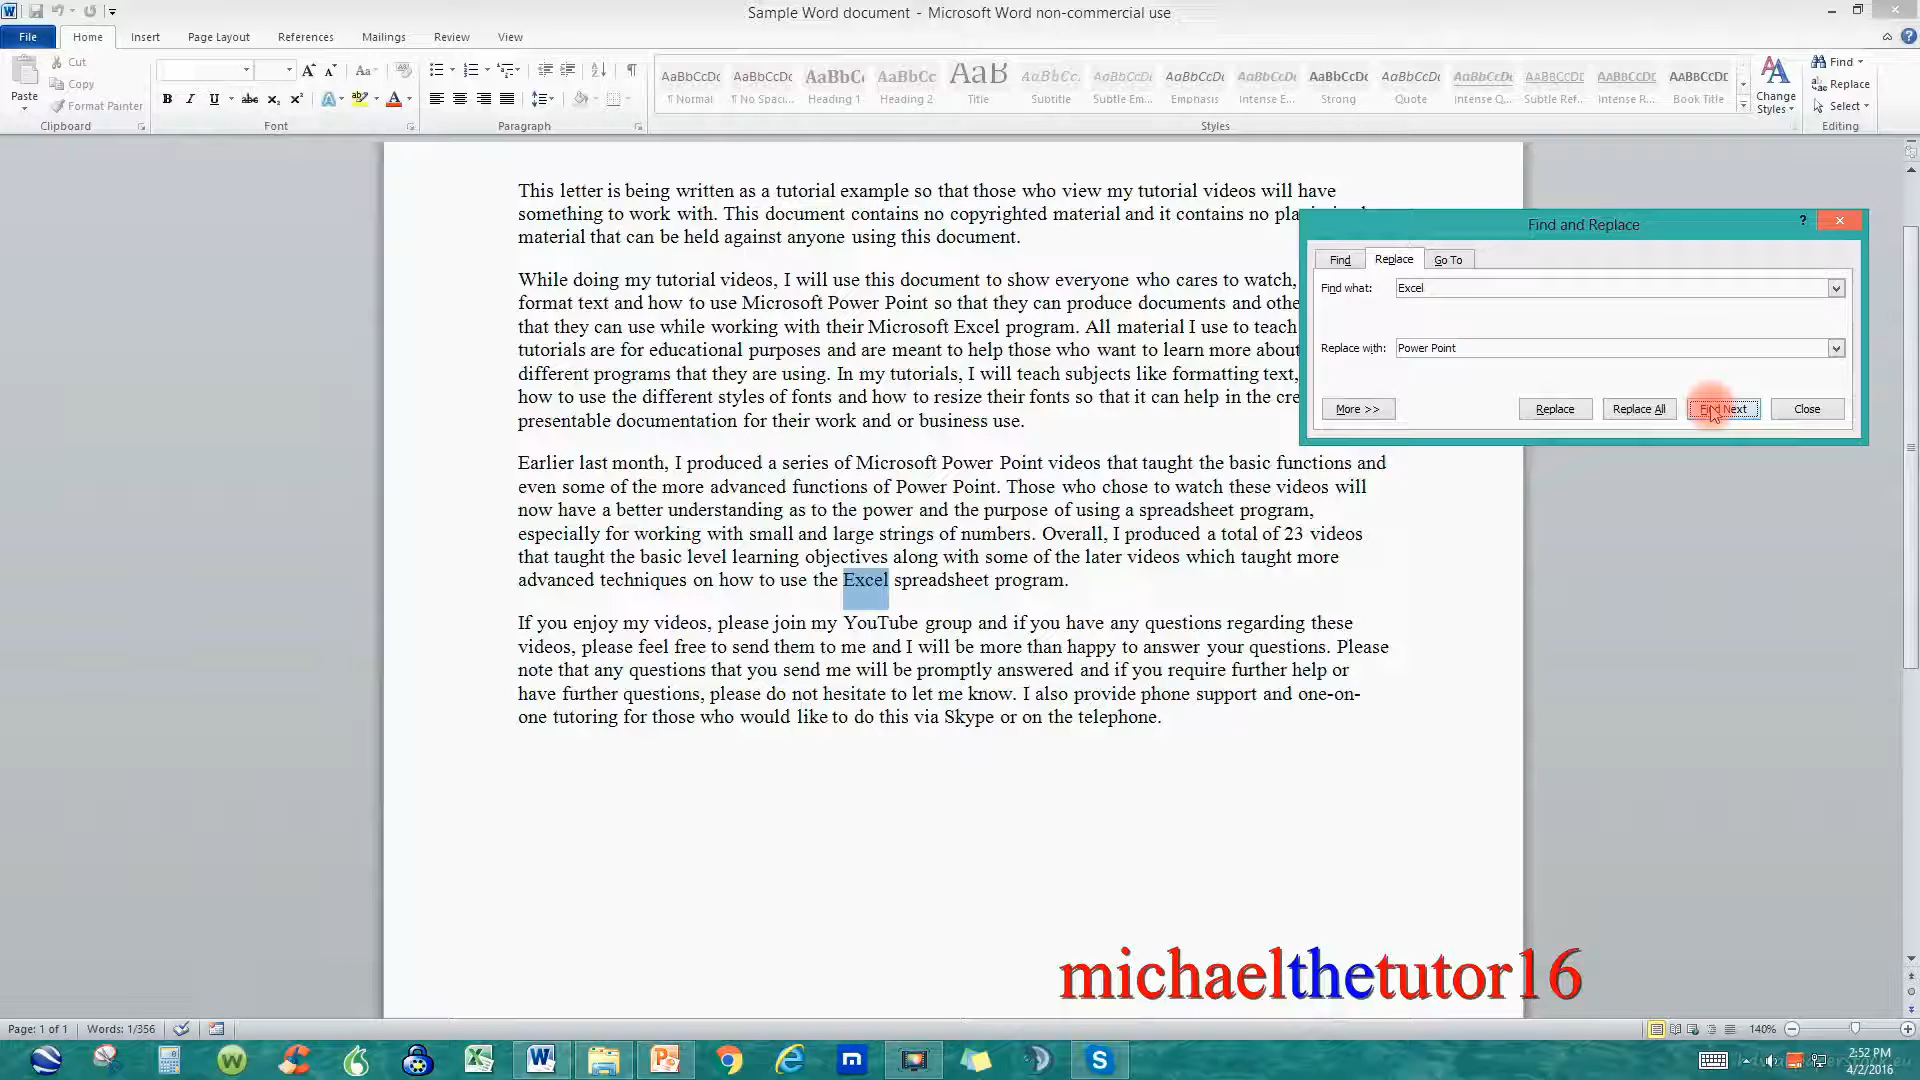 Sample Word document - Microsoft Word non-commercial use
File Home Insert Page Layout References Mailings Review View
Cut
Copy
Format Painter
Paste
Clipboard
Font
Paragraph
AaBbCcDc AaBbCcDc AaBbC AaBbCc AaB AaBbCc. AaBbCcDc AaBbCcDc AaBbCcDc AaBbCcDc AaBbCcDc AaBbCcDc AaBbCcDc AaBbCcDc AaBbCcDc
¶ Normal ¶ No Spaci... Heading 1 Heading 2 Title Subtitle Subtle Em... Emphasis Intense E... Strong Quote Intense Q... Subtle Ref... Intense R... Book Title
Styles
Change Styles
Find
Replace
Select
Editing
This letter is being written as a tutorial example so that those who view my tutorial videos will have
something to work with. This document contains no copyrighted material and it contains no
material that can be held against anyone using this document.
While doing my tutorial videos, I will use this document to show everyone who cares to watch,
format text and how to use Microsoft Power Point so that they can produce documents and othe
that they can use while working with their Microsoft Excel program. All material I use to teach
tutorials are for educational purposes and are meant to help those who want to learn more about
different programs that they are using. In my tutorials, I will teach subjects like formatting text,
how to use the different styles of fonts and how to resize their fonts so that it can help in the cre
presentable documentation for their work and or business use.
Earlier last month, I produced a series of Microsoft Power Point videos that taught the basic functions and
even some of the more advanced functions of Power Point. Those who chose to watch these videos will
now have a better understanding as to the power and the purpose of using a spreadsheet program,
especially for working with small and large strings of numbers. Overall, I produced a total of 23 videos
that taught the basic level learning objectives along with some of the later videos which taught more
advanced techniques on how to use the Excel spreadsheet program.
If you enjoy my videos, please join my YouTube group and if you have any questions regarding these
videos, please feel free to send them to me and I will be more than happy to answer your questions. Please
note that any questions that you send me will be promptly answered and if you require further help or
have further questions, please do not hesitate to let me know. I also provide phone support and one-on-
one tutoring for those who would like to do this via Skype or on the telephone.
Find and Replace
Find Replace Go To
Find what: Excel
Replace with: Power Point
More >> Replace Replace All Find Next Close
michaelthetutor16
Page: 1 of 1 Words: 1/356
140%
2:52 PM
4/2/2016